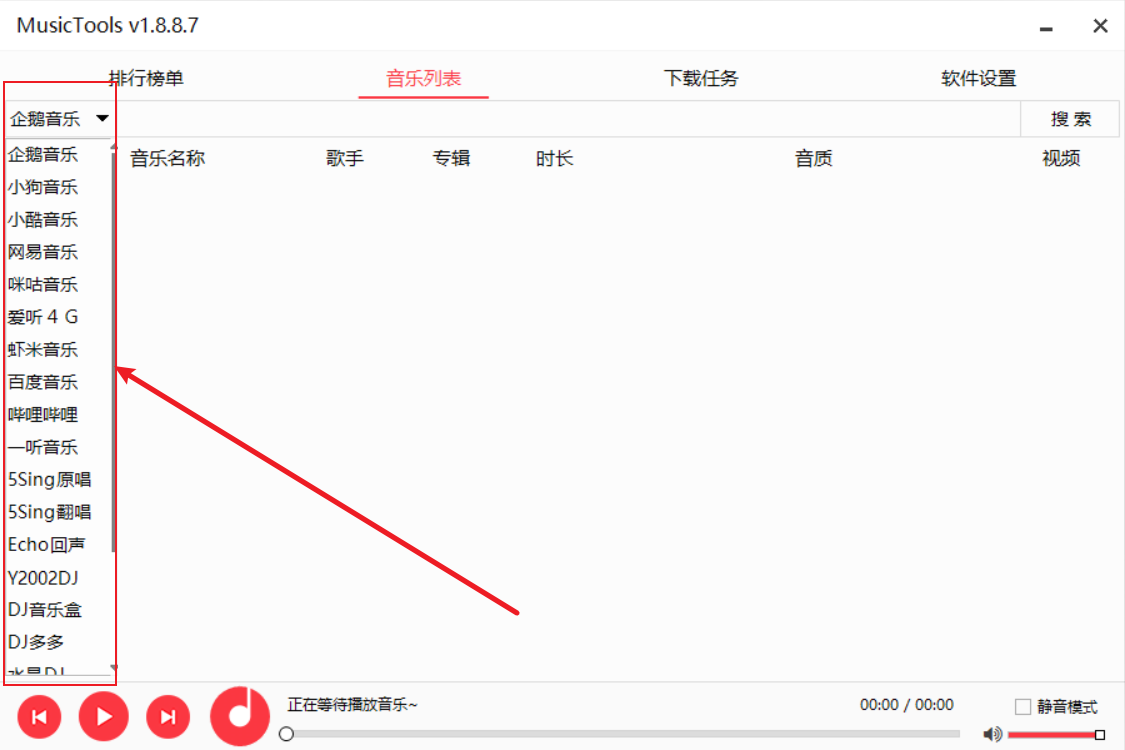 MusicTools v1.8.8.7
排行榜单 音乐列表 下载任务 软件设置
企鹅音乐 搜 索
音乐名称 歌手 专辑 时长 音质 视频
企鹅音乐
小狗音乐
小酷音乐
网易音乐
咪咕音乐
爱听４Ｇ
虾米音乐
百度音乐
哔哩哔哩
一听音乐
5Sing原唱
5Sing翻唱
Echo回声
Y2002DJ
DJ音乐盒
DJ多多
正在等待播放音乐~ 00:00 / 00:00 静音模式